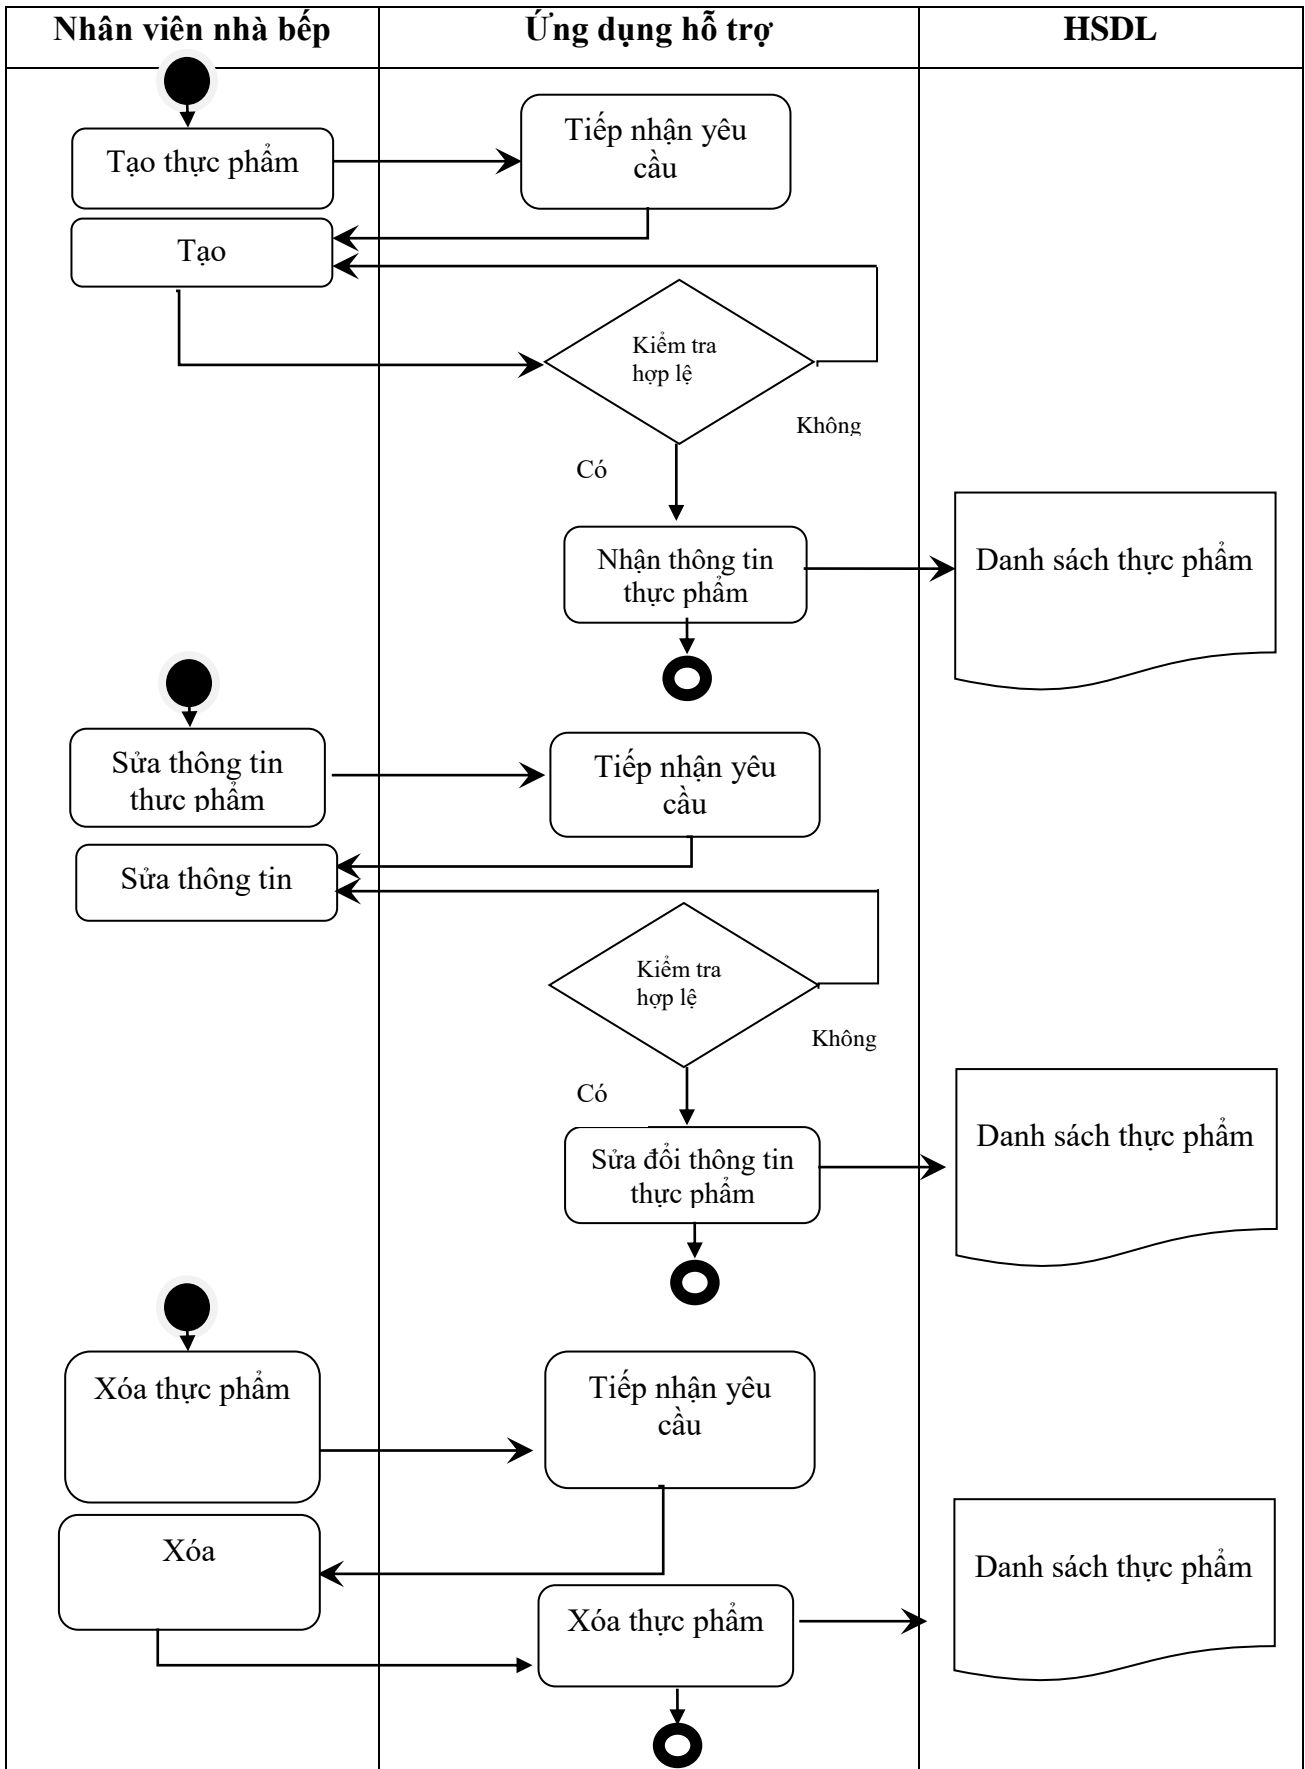 Nhân viên nhà bếp
Ứng dụng hỗ trợ
HSDL
Tạo thực phẩm
Tiếp nhận yêu
cầu
Tạo
Kiểm tra
hợp lệ
Không
Có
Nhận thông tin
thực phẩm
Danh sách thực phẩm
Sửa thông tin
thực phẩm
Tiếp nhận yêu
cầu
Sửa thông tin
Kiểm tra
hợp lệ
Không
Có
Sửa đổi thông tin
thực phẩm
Danh sách thực phẩm
Xóa thực phẩm
Tiếp nhận yêu
cầu
Xóa
Xóa thực phẩm
Danh sách thực phẩm